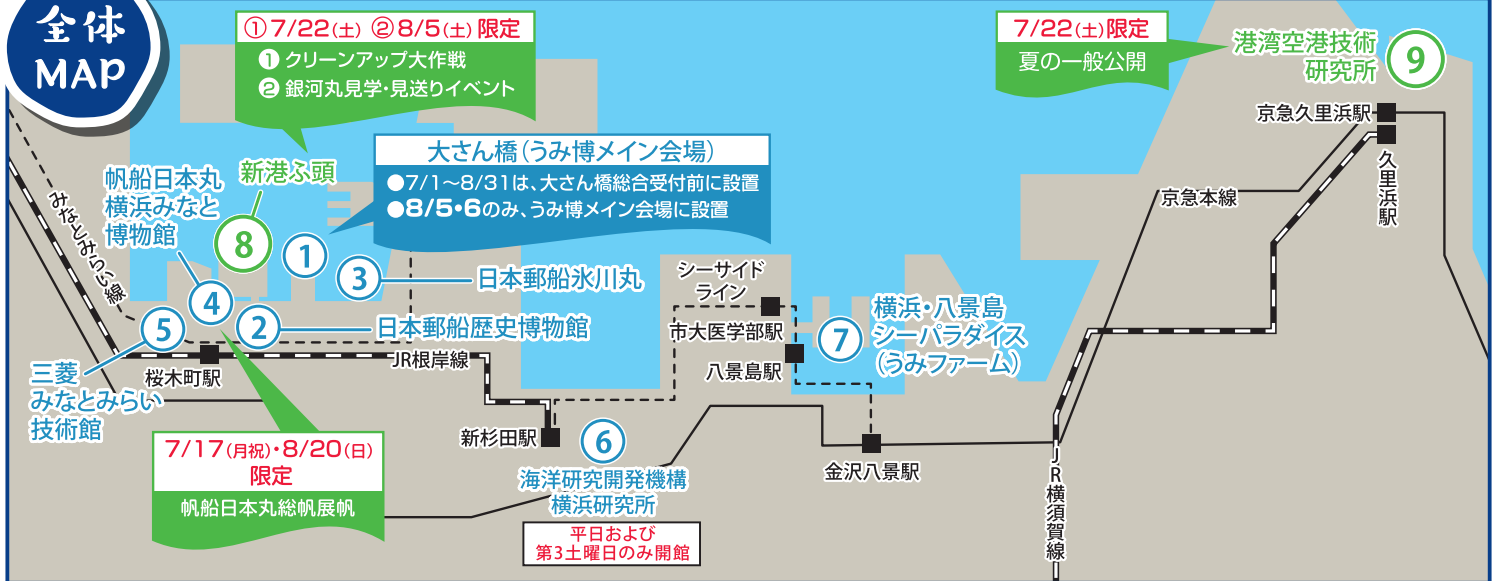 全体
MAP
① 7/22(土) ② 8/5(土) 限定
❶ クリーンアップ大作戦
❷ 銀河丸見学・見送りイベント
7/22(土)限定
夏の一般公開
港湾空港技術
研究所
9
京急久里浜駅
久里浜駅
京急本線
大さん橋(うみ博メイン会場)
●7/1〜8/31は、大さん橋総合受付前に設置
●8/5・6のみ、うみ博メイン会場に設置
新港ふ頭
8
帆船日本丸
横浜みなと
博物館
みなとみらい線
1
3
日本郵船氷川丸
4
5
2
日本郵船歴史博物館
三菱
みなとみらい
技術館
桜木町駅
JR根岸線
シーサイド
ライン
市大医学部駅
八景島駅
7
横浜・八景島
シーパラダイス
(うみファーム)
7/17(月祝)・8/20(日)
限定
帆船日本丸総帆展帆
新杉田駅
6
海洋研究開発機構
横浜研究所
平日および
第3土曜日のみ開館
金沢八景駅
JR横須賀線